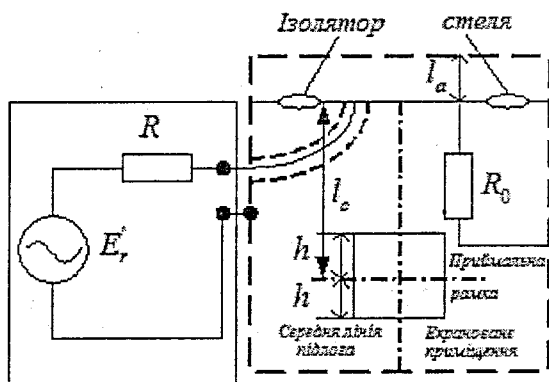 Ізолятор
стеля
l_a
R
R_0
l_c
E_r
h
h
Приймальна
рамка
Середня лінія
підлога
Екрановане
приміщення